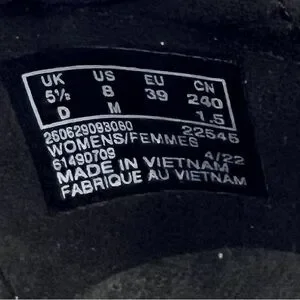 UK US EU CN
5½ 8 39 240
D M 1.5
260629093080 22545
WOMENS/FEMMES
61490709 4/22
MADE IN VIETNAM
FABRIQUE AU VIETNAM